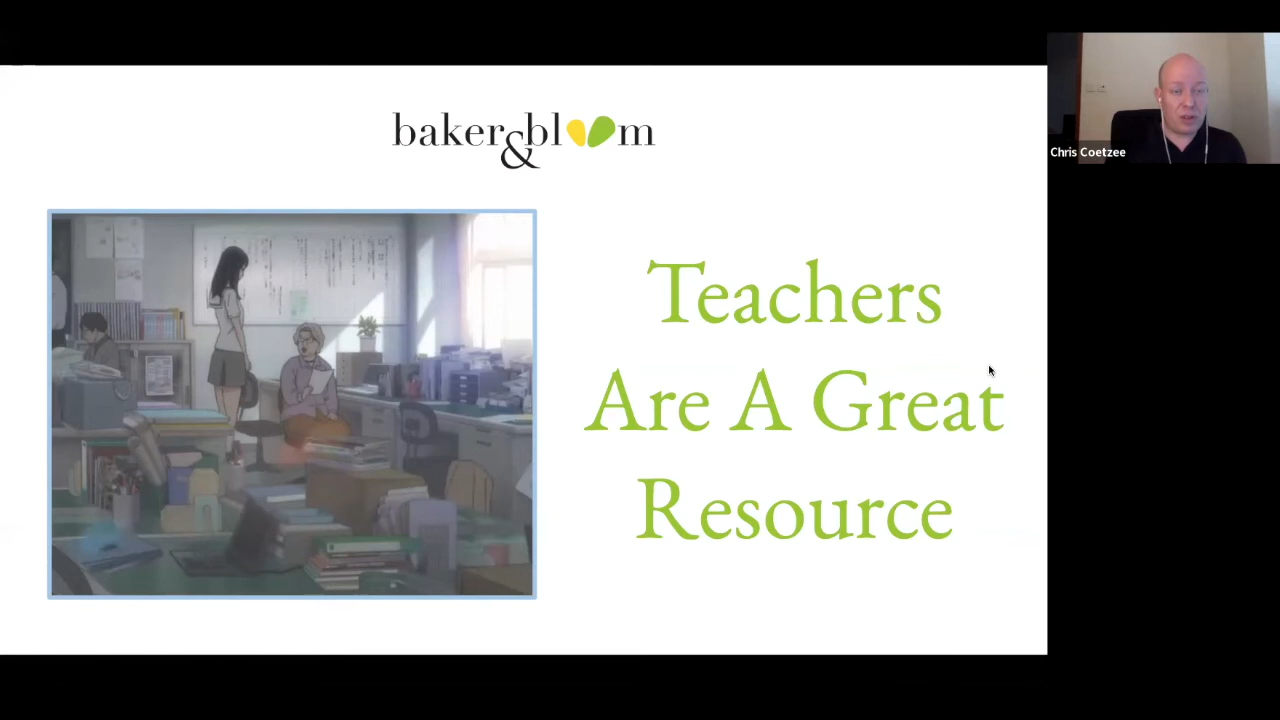 baker&bloom
Chris Coetzee
Teachers
Are A Great
Resource